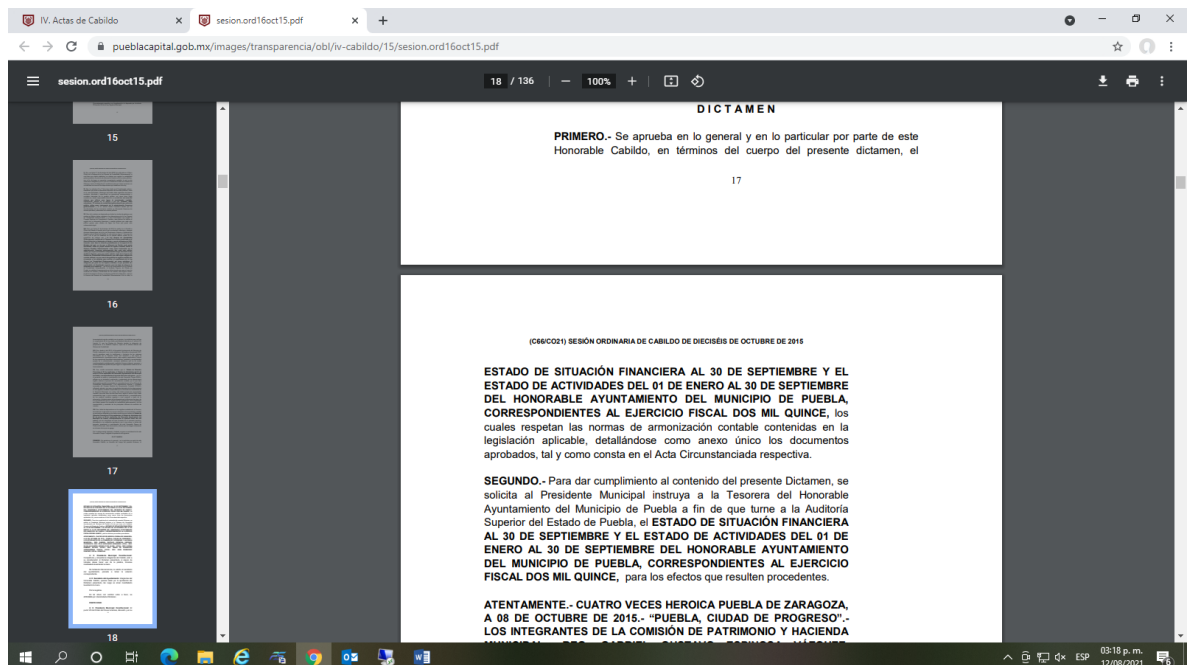 IV. Actas de Cabildo
sesion.ord16oct15.pdf
pueblacapital.gob.mx/images/transparencia/obl/iv-cabildo/15/sesion.ord16oct15.pdf
sesion.ord16oct15.pdf
18 / 136
100%
15
16
17
18
DICTAMEN
PRIMERO.- Se aprueba en lo general y en lo particular por parte de este
Honorable Cabildo, en términos del cuerpo del presente dictamen, el
17
(C66/CO21) SESIÓN ORDINARIA DE CABILDO DE DIECISÉIS DE OCTUBRE DE 2015
ESTADO DE SITUACIÓN FINANCIERA AL 30 DE SEPTIEMBRE Y EL
ESTADO DE ACTIVIDADES DEL 01 DE ENERO AL 30 DE SEPTIEMBRE
DEL HONORABLE AYUNTAMIENTO DEL MUNICIPIO DE PUEBLA,
CORRESPONDIENTES AL EJERCICIO FISCAL DOS MIL QUINCE, los
cuales respetan las normas de armonización contable contenidas en la
legislación aplicable, detallándose como anexo único los documentos
aprobados, tal y como consta en el Acta Circunstanciada respectiva.
SEGUNDO.- Para dar cumplimiento al contenido del presente Dictamen, se
solicita al Presidente Municipal instruya a la Tesorera del Honorable
Ayuntamiento del Municipio de Puebla a fin de que turne a la Auditoría
Superior del Estado de Puebla, el ESTADO DE SITUACIÓN FINANCIERA
AL 30 DE SEPTIEMBRE Y EL ESTADO DE ACTIVIDADES DEL 01 DE
ENERO AL 30 DE SEPTIEMBRE DEL HONORABLE AYUNTAMIENTO
DEL MUNICIPIO DE PUEBLA, CORRESPONDIENTES AL EJERCICIO
FISCAL DOS MIL QUINCE, para los efectos que resulten procedentes.
ATENTAMENTE.- CUATRO VECES HEROICA PUEBLA DE ZARAGOZA,
A 08 DE OCTUBRE DE 2015.- “PUEBLA, CIUDAD DE PROGRESO”.-
LOS INTEGRANTES DE LA COMISIÓN DE PATRIMONIO Y HACIENDA
ESP
03:18 p. m.
12/08/2021